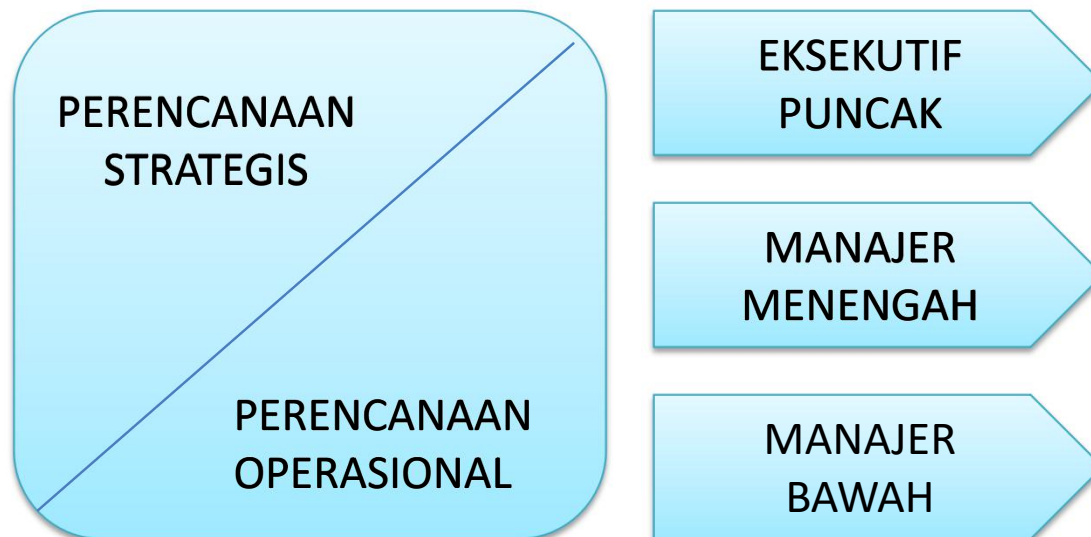 PERENCANAAN
STRATEGIS
PERENCANAAN
OPERASIONAL
EKSEKUTIF
PUNCAK
MANAJER
MENENGAH
MANAJER
BAWAH